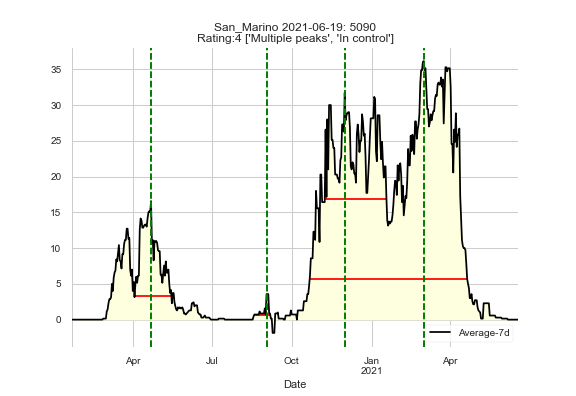 San_Marino 2021-06-19: 5090
Rating:4 ['Multiple peaks', 'In control']
35
30
25
20
15
10
5
0
Average-7d
Apr
Jul
Oct
Jan
2021
Apr
Date